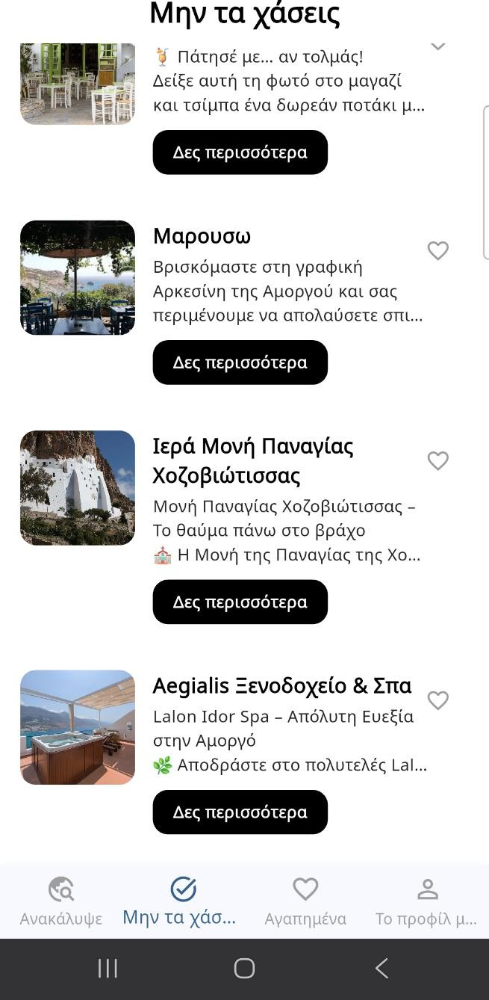 Μην τα χάσεις
🍹 Πάτησέ με... αν τολμάς!
Δείξε αυτή τη φωτό στο μαγαζί
και τσίμπα ένα δωρεάν ποτάκι μ...
Δες περισσότερα
Μαρουσω
Βρισκόμαστε στη γραφική
Αρκεσίνη της Αμοργού και σας
περιμένουμε να απολαύσετε σπι...
Δες περισσότερα
Ιερά Μονή Παναγίας
Χοζοβιώτισσας
Μονή Παναγίας Χοζοβιώτισσας –
Το θαύμα πάνω στο βράχο
⛪ Η Μονή της Παναγίας της Χο...
Δες περισσότερα
Aegialis Ξενοδοχείο & Σπα
Lalon Idor Spa – Απόλυτη Ευεξία
στην Αμοργό
🌿 Αποδράστε στο πολυτελές Lal...
Δες περισσότερα
Ανακάλυψε
Μην τα χάσ...
Αγαπημένα
Το προφίλ μ...